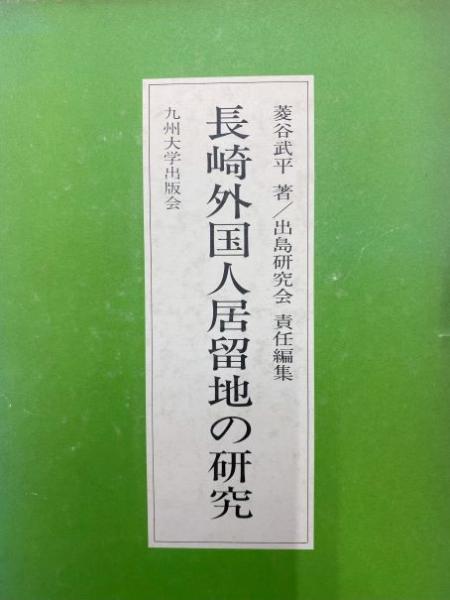 菱谷武平 著/出島研究会 責任編集
長崎外国人居留地の研究
九州大学出版会